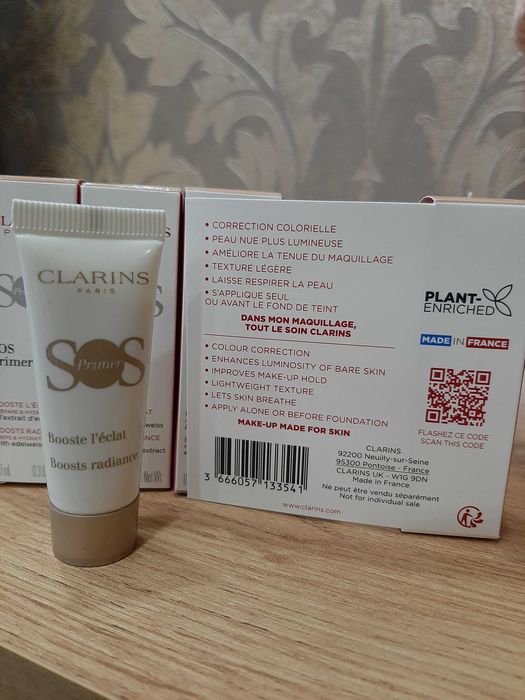 CLARINS
PARIS
SOS
Primer
Booste l'éclat
Boosts radiance
• CORRECTION COLORIELLE
• PEAU NUE PLUS LUMINEUSE
• AMÉLIORE LA TENUE DU MAQUILLAGE
• TEXTURE LÉGÈRE
• LAISSE RESPIRER LA PEAU
• S'APPLIQUE SEUL
OU AVANT LE FOND DE TEINT
DANS MON MAQUILLAGE,
TOUT LE SOIN CLARINS
• COLOUR CORRECTION
• ENHANCES LUMINOSITY OF BARE SKIN
• IMPROVES MAKE-UP HOLD
• LIGHTWEIGHT TEXTURE
• LETS SKIN BREATHE
• APPLY ALONE OR BEFORE FOUNDATION
MAKE-UP MADE FOR SKIN
3 666057 133541
CLARINS
92200 Neuilly-sur-Seine
95300 Pontoise - France
CLARINS UK - W1G 9DN
Made in France
Ne peut être vendu séparément
Not for individual sale
www.clarins.com
PLANT-
ENRICHED
MADE IN FRANCE
FLASHEZ CE CODE
SCAN THIS CODE